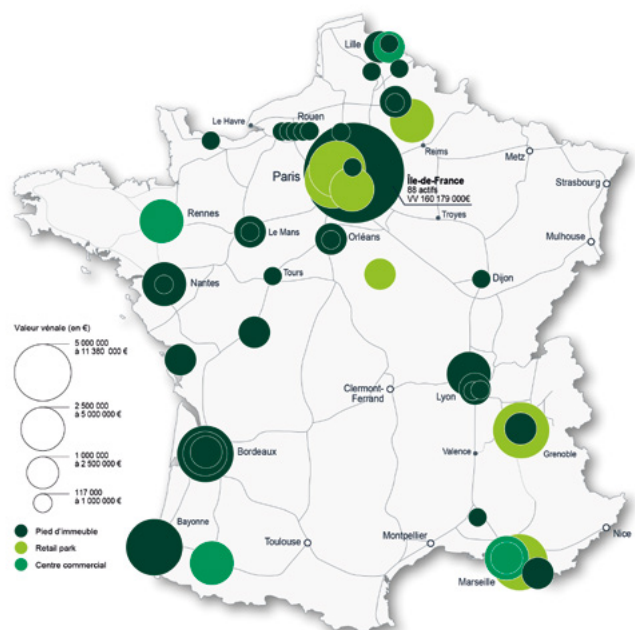 Lille
Le Havre
Rouen
Reims
Metz
Paris
Île-de-France
88 actifs
VV 160 179 000€
Strasbourg
Troyes
Rennes
Le Mans
Orléans
Mulhouse
Nantes
Tours
Dijon
Valeur vénale (en €)
5 000 000
à 11 380 000 €
2 500 000
à 5 000 000 €
1 000 000
à 2 500 000 €
117 000
à 1 000 000 €
Clermont-
Ferrand
Lyon
Bordeaux
Valence
Grenoble
Pied d'immeuble
Retail park
Centre commercial
Bayonne
Toulouse
Montpellier
Nice
Marseille